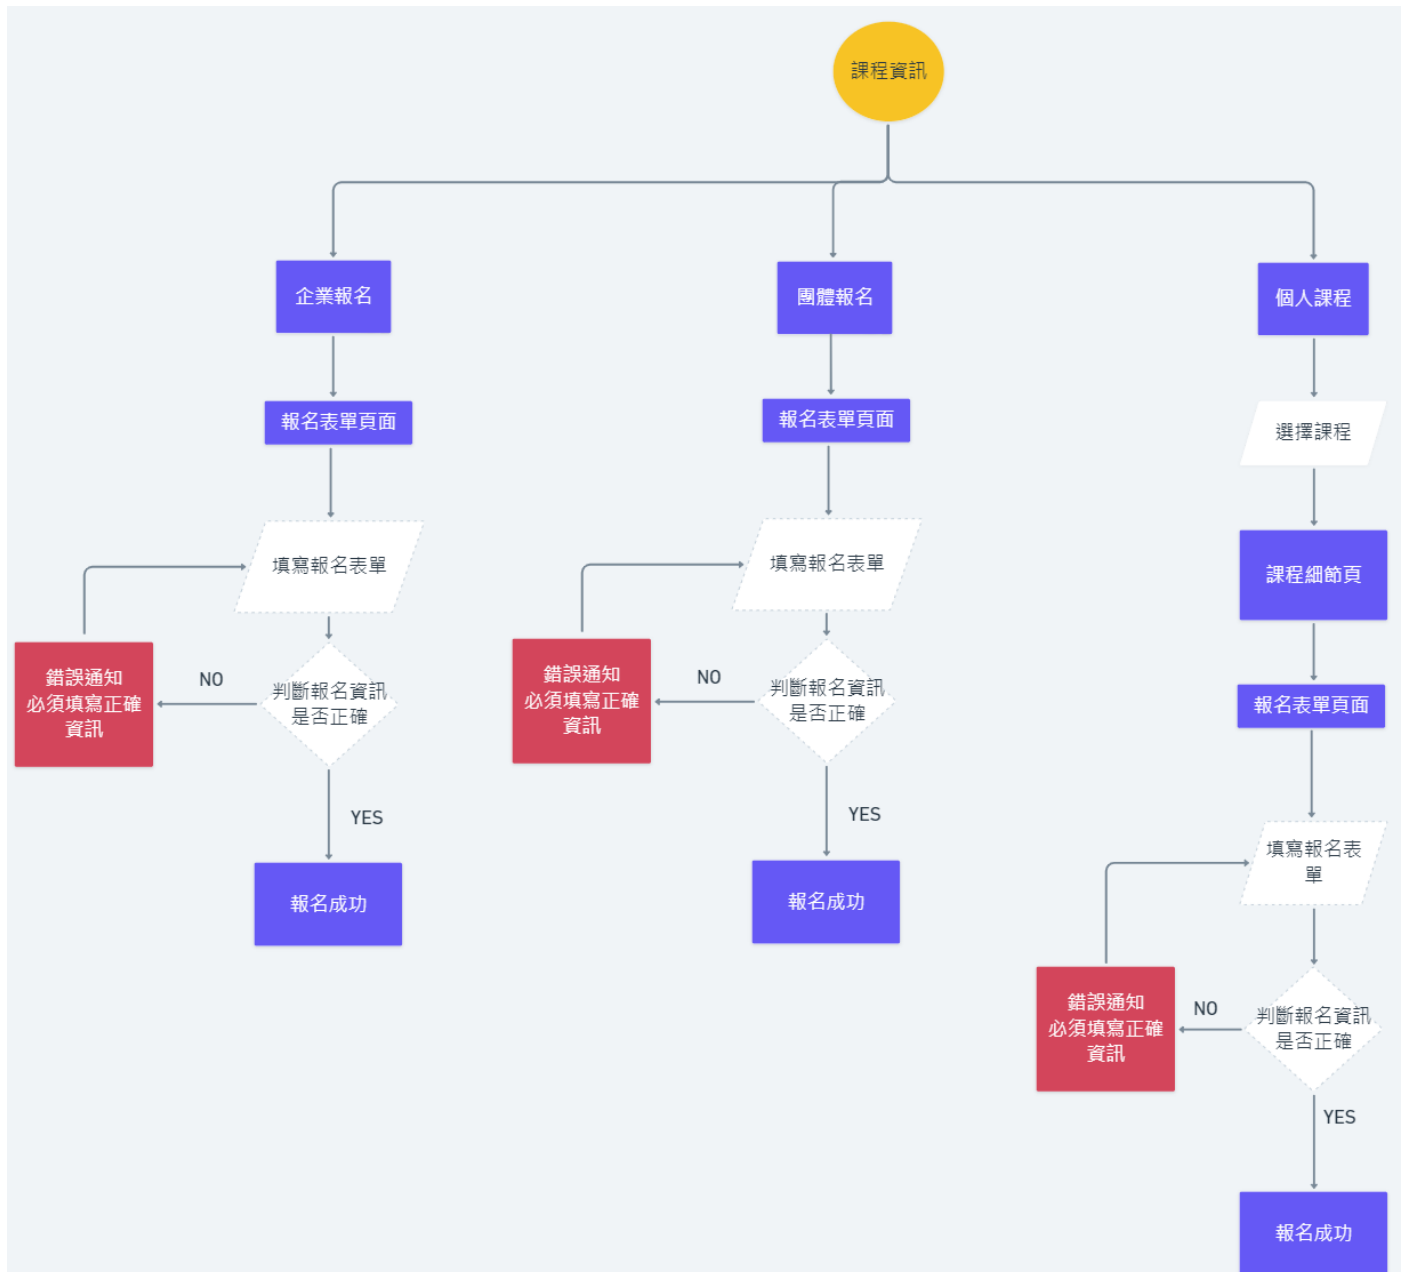 課程資訊
企業報名
團體報名
個人課程
報名表單頁面
報名表單頁面
選擇課程
填寫報名表單
填寫報名表單
課程細節頁
錯誤通知
必須填寫正確
資訊
NO
判斷報名資訊
是否正確
錯誤通知
必須填寫正確
資訊
NO
判斷報名資訊
是否正確
報名表單頁面
YES
YES
填寫報名表
單
報名成功
報名成功
錯誤通知
必須填寫正確
資訊
NO
判斷報名資訊
是否正確
YES
報名成功